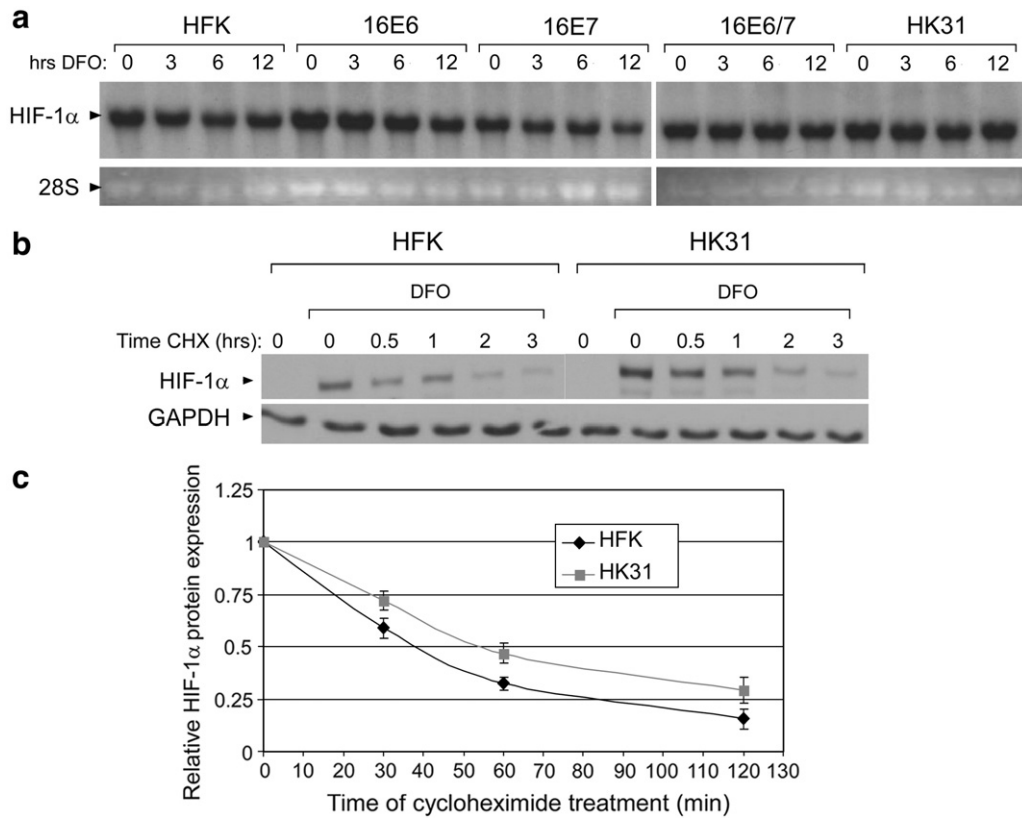 a
HFK 16E6 16E7 16E6/7 HK31
hrs DFO: 0 3 6 12 0 3 6 12 0 3 6 12 0 3 6 12 0 3 6 12
HIF-1α
28S
b
HFK HK31
DFO DFO
Time CHX (hrs): 0 0 0.5 1 2 3 0 0 0.5 1 2 3
HIF-1α
GAPDH
c
Relative HIF-1α protein expression
1.25
1
0.75
0.5
0.25
0
HFK
HK31
0 10 20 30 40 50 60 70 80 90 100 110 120 130
Time of cycloheximide treatment (min)